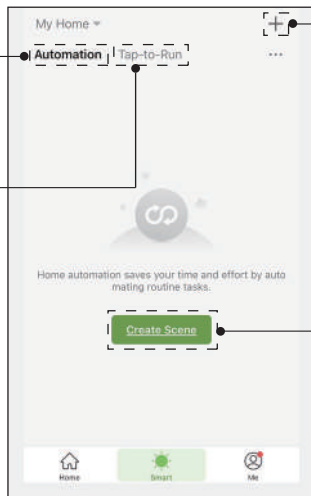 My Home
Automation Tap-to-Run
Home automation saves your time and effort by auto
mating routine tasks.
Create Scene
Home Smart Me